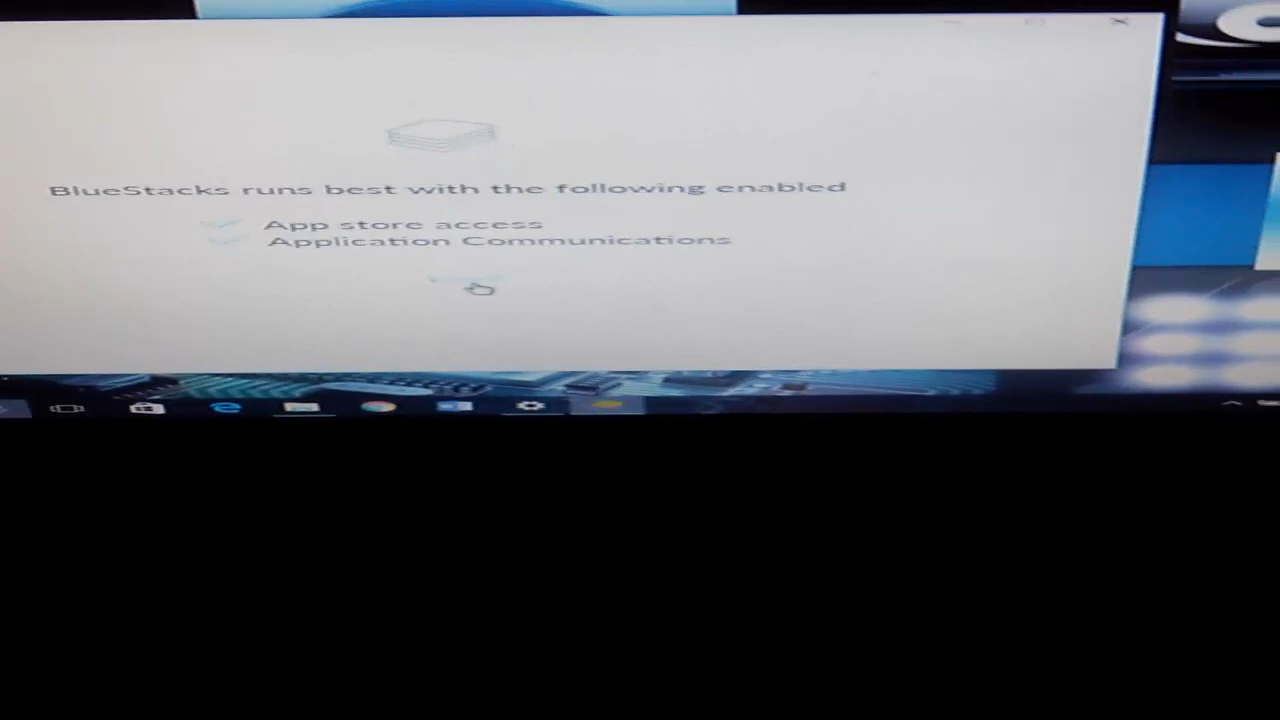 BlueStacks runs best with the following enabled
App store access
Application Communications